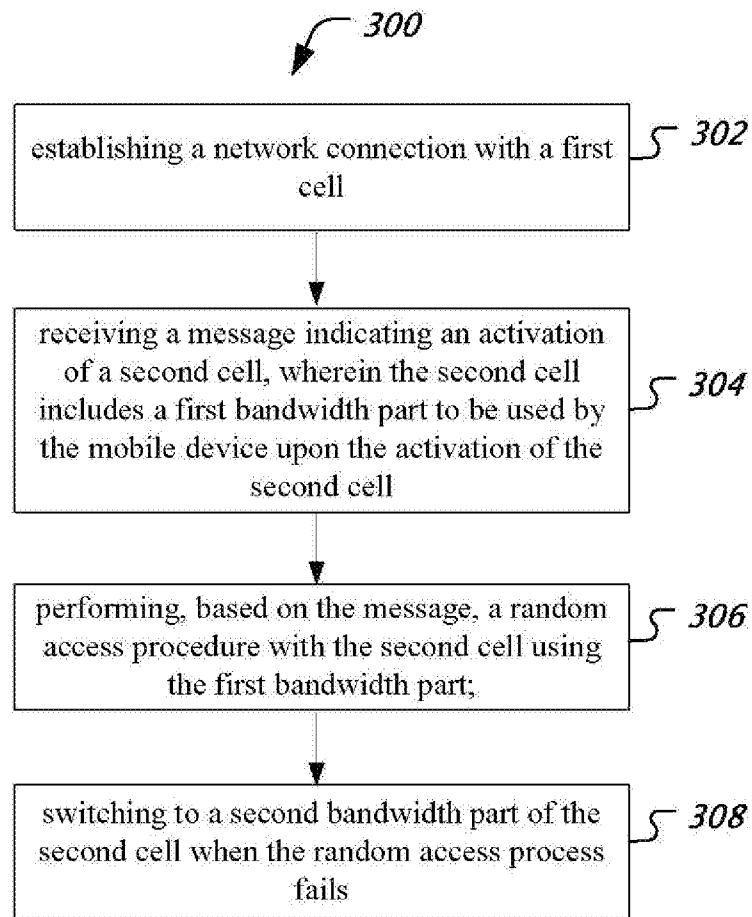 300
establishing a network connection with a first
cell
302
receiving a message indicating an activation
of a second cell, wherein the second cell
includes a first bandwidth part to be used by
the mobile device upon the activation of the
second cell
304
performing, based on the message, a random
access procedure with the second cell using
the first bandwidth part;
306
switching to a second bandwidth part of the
second cell when the random access process
fails
308